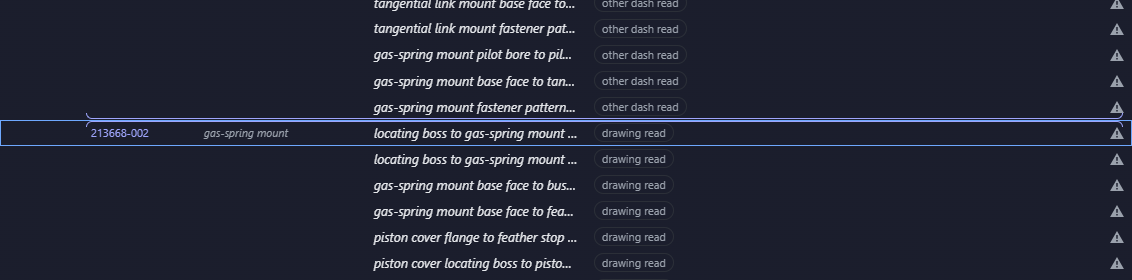 tangential link mount base face to... other dash read
tangential link mount fastener pat... other dash read
gas-spring mount pilot bore to pil... other dash read
gas-spring mount base face to tan... other dash read
gas-spring mount fastener pattern... other dash read
213668-002 gas-spring mount locating boss to gas-spring mount ... drawing read
locating boss to gas-spring mount ... drawing read
gas-spring mount base face to bus... drawing read
gas-spring mount base face to fea... drawing read
piston cover flange to feather stop ... drawing read
piston cover locating boss to pisto... drawing read